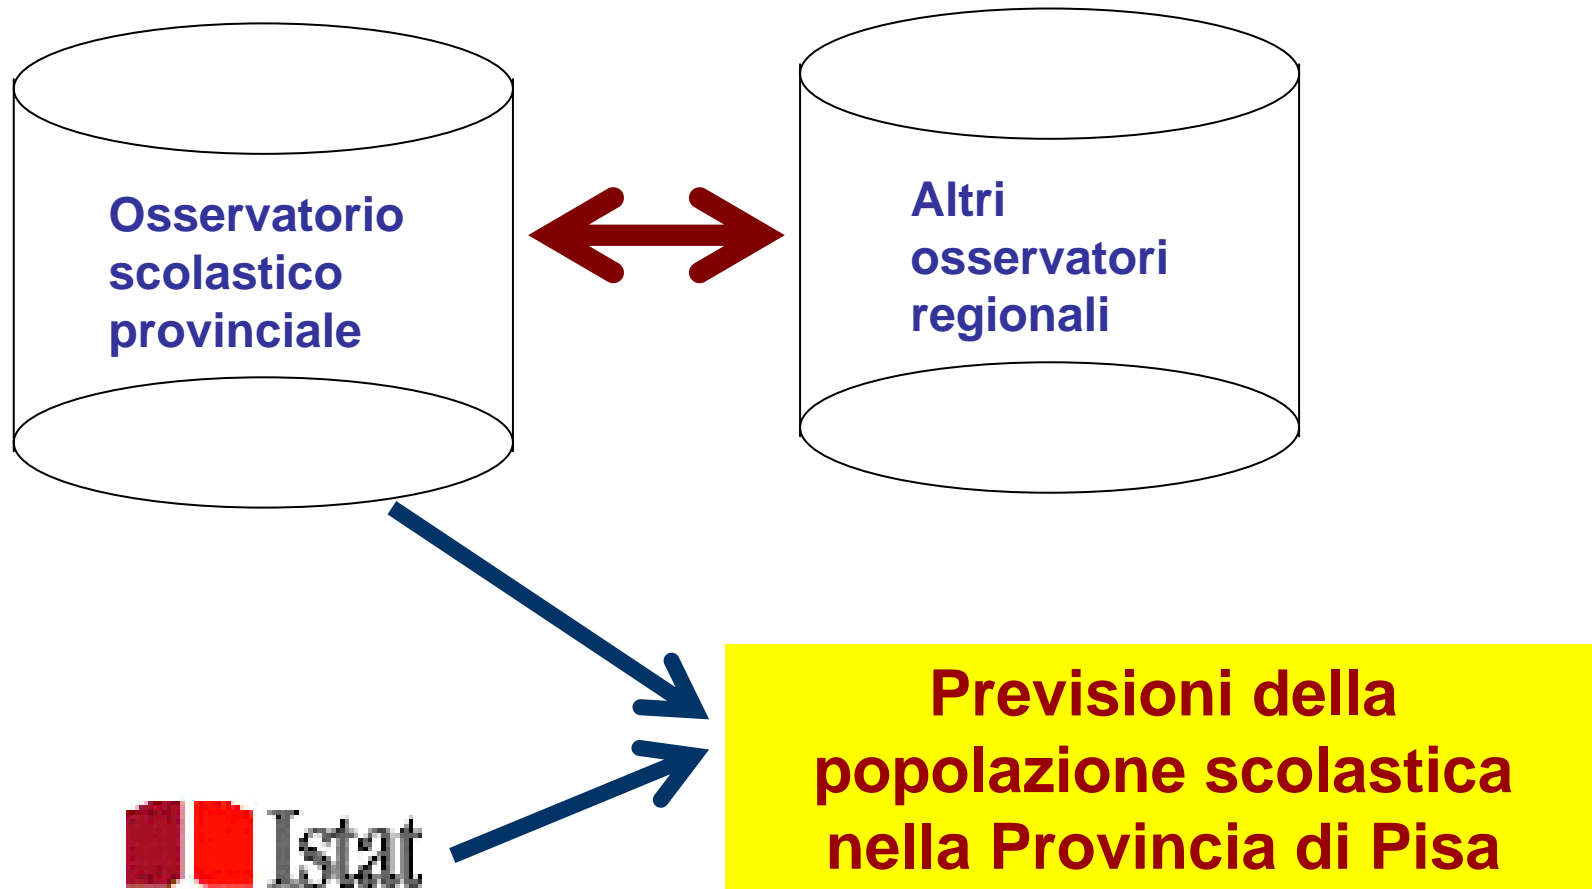 Osservatorio
scolastico
provinciale
Altri
osservatori
regionali
Previsioni della
popolazione scolastica
nella Provincia di Pisa
Istat